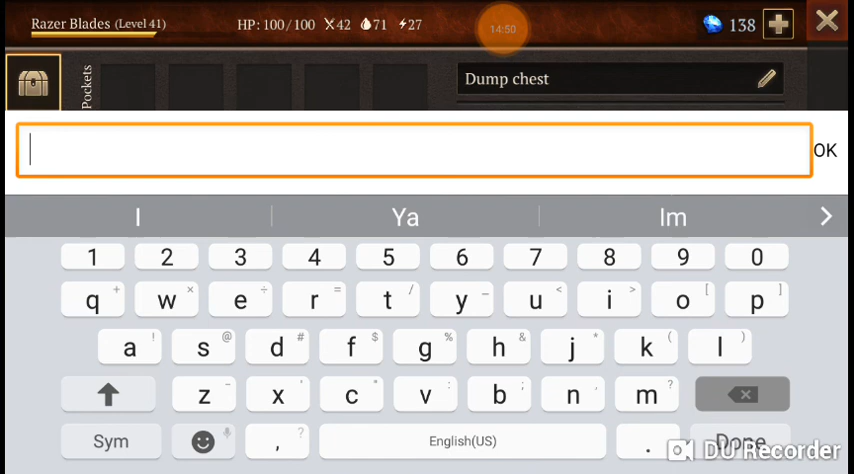 Razer Blades (Level 41)
HP: 100/100 42 71 27
14:50
138
Pockets
Dump chest
OK
I Ya Im
1 2 3 4 5 6 7 8 9 0
q + w × e ÷ r = t / y _ u < i > o [ p ]
a ! s @ d # f $ g % h & j * k ( l )
z - x ' c " v : b ; n , m ?
Sym , ? English(US) . Done
DU Recorder